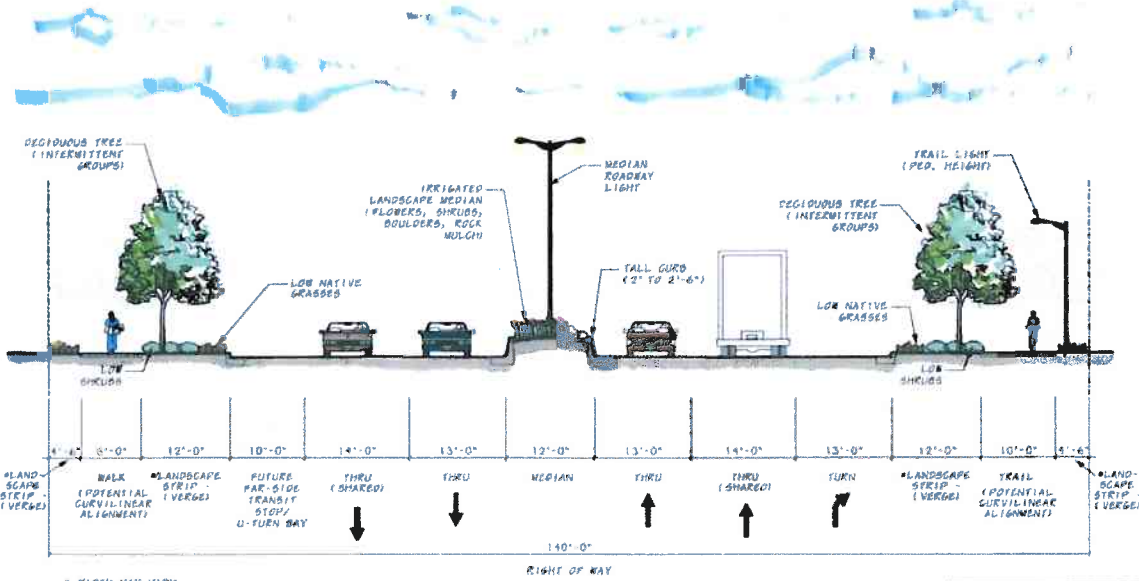 DECIDUOUS TREE
(INTERMITTENT
GROUPS)
IRRIGATED
LANDSCAPE MEDIAN
(FLOWERS, SHRUBS,
BOULDERS, ROCK
MULCH)
MEDIAN
ROADWAY
LIGHT
TRAIL LIGHT
(PED. HEIGHT)
DECIDUOUS TREE
(INTERMITTENT
GROUPS)
LOW NATIVE
GRASSES
TALL CURB
(2" TO 2'-6")
LOW NATIVE
GRASSES
LOW
SHRUBS
LOW
SHRUBS
8'-0"
12'-0"
10'-0"
14'-0"
13'-0"
12'-0"
13'-0"
14'-0"
13'-0"
12'-0"
10'-0"
*LAND-
SCAPE
STRIP -
(VERGE)
WALK
(POTENTIAL
CURVILINEAR
ALIGNMENT)
*LANDSCAPE
STRIP -
(VERGE)
FUTURE
FAR-SIDE
TRANSIT
STOP/
U-TURN BAY
THRU
(SHARED)
THRU
MEDIAN
THRU
THRU
(SHARED)
TURN
*LANDSCAPE
STRIP -
(VERGE)
TRAIL
(POTENTIAL
CURVILINEAR
ALIGNMENT)
*LAND-
SCAPE
STRIP -
(VERGE)
140'-0"
RIGHT OF WAY